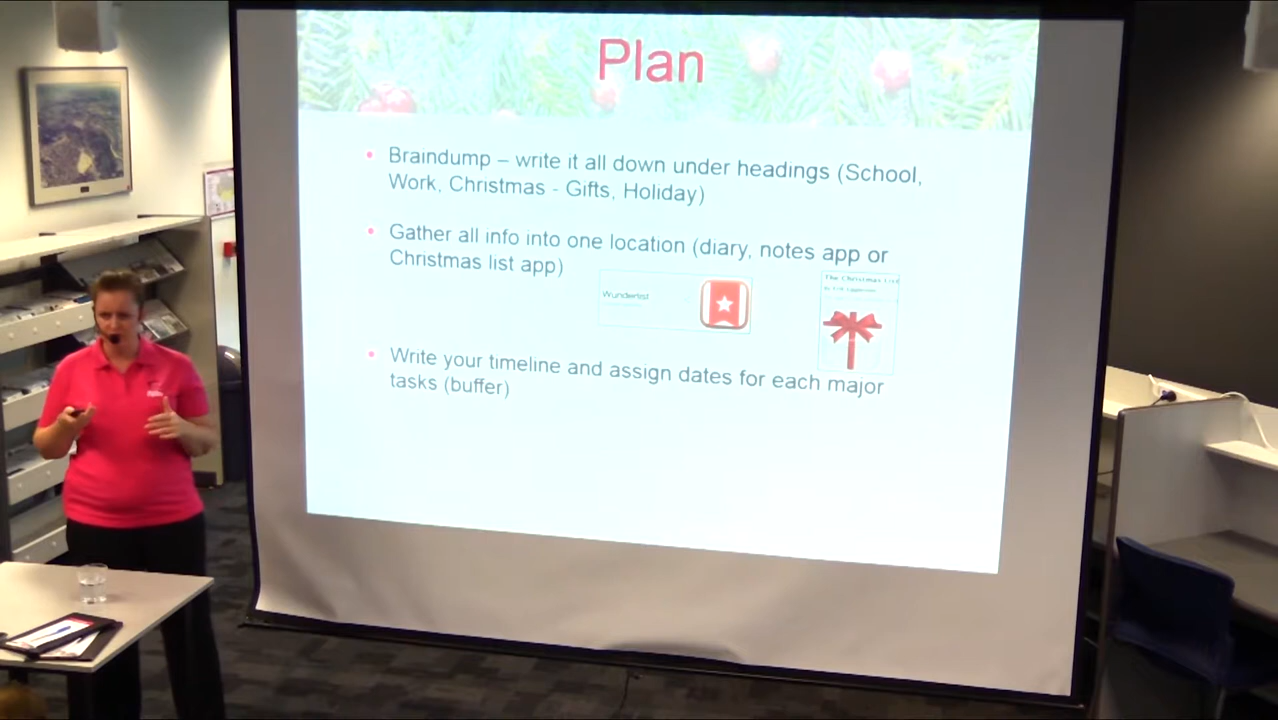 Plan
Braindump – write it all down under headings (School,
Work, Christmas - Gifts, Holiday)
Gather all info into one location (diary, notes app or
Christmas list app)
Wunderlist
The Christmas List
Write your timeline and assign dates for each major
tasks (buffer)